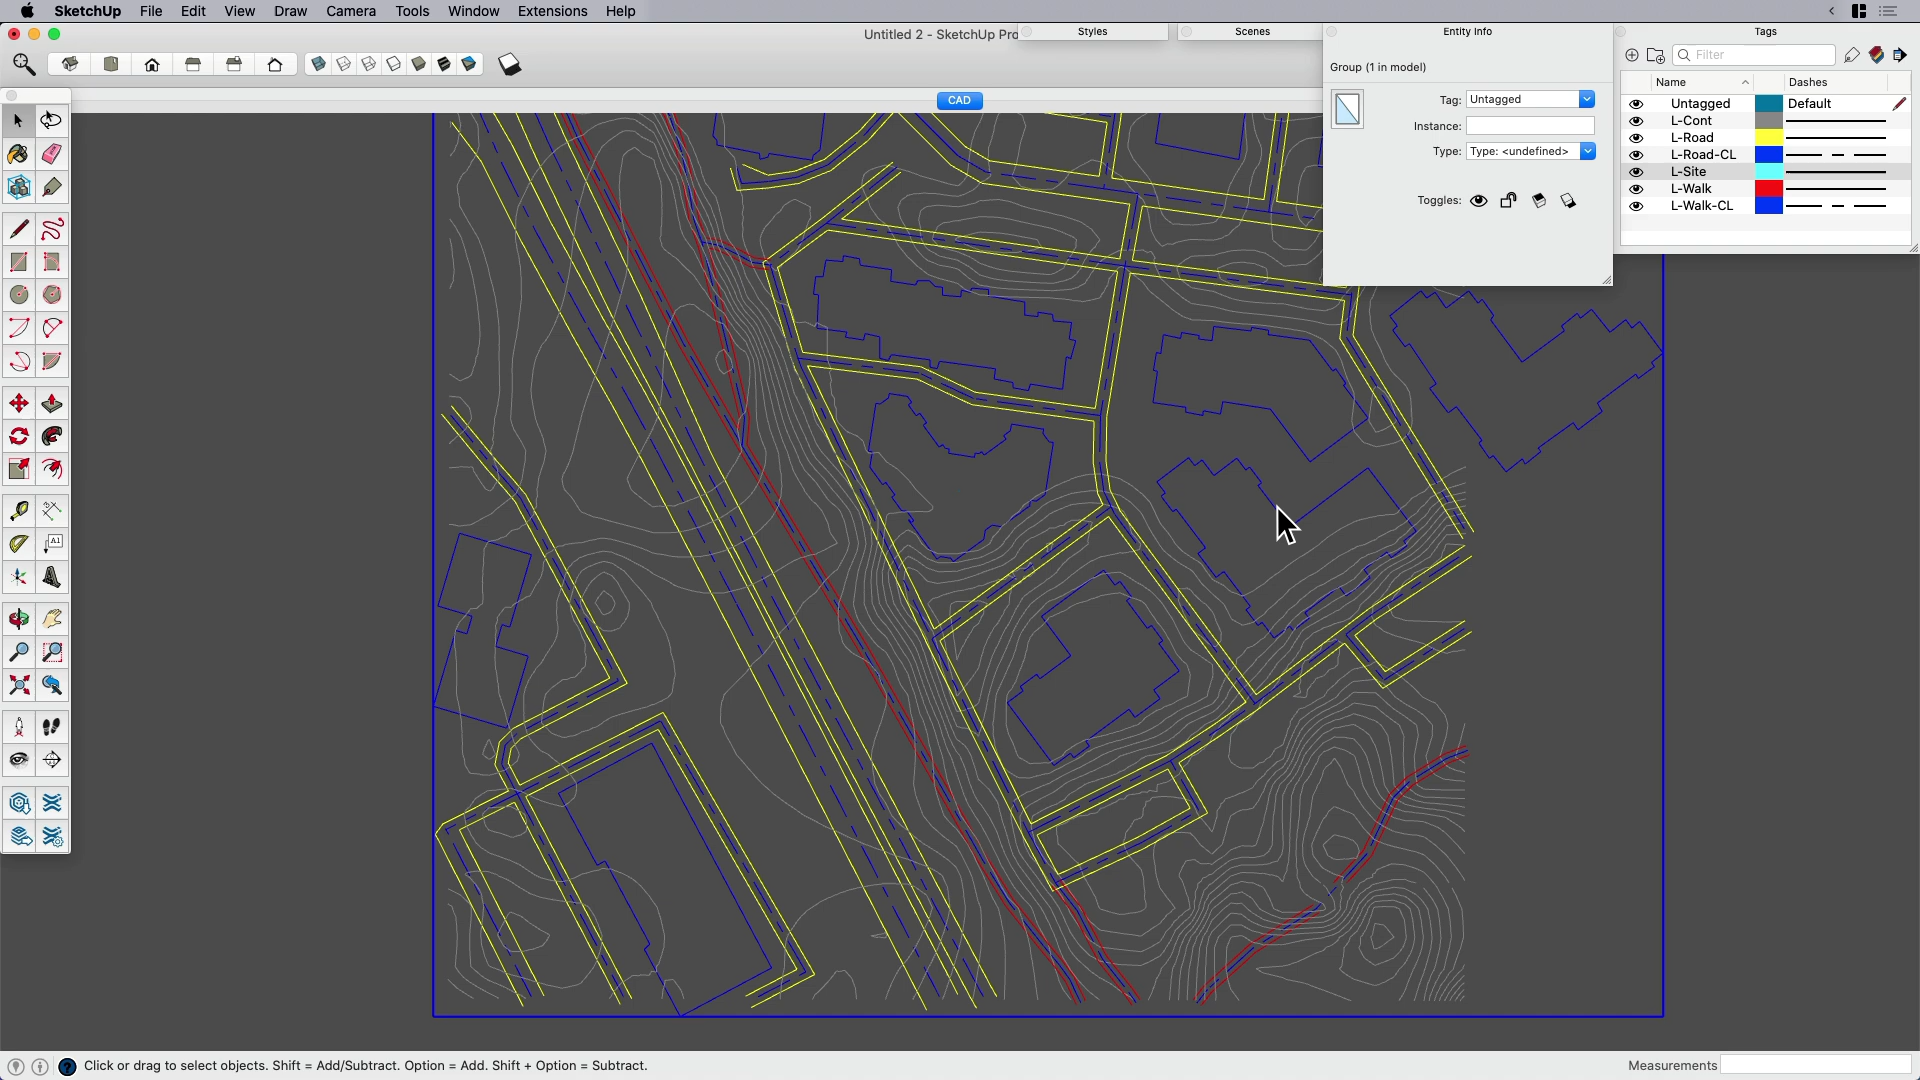 SketchUp File Edit View Draw Camera Tools Window Extensions Help
Untitled 2 - SketchUp Pro
Styles
Scenes
Entity Info
Tags
CAD
Group (1 in model)
Tag: Untagged
Instance:
Type: Type: <undefined>
Toggles:
Filter
Name Dashes
Untagged Default
L-Cont
L-Road
L-Road-CL
L-Site
L-Walk
L-Walk-CL
A1
Click or drag to select objects. Shift = Add/Subtract. Option = Add. Shift + Option = Subtract.
Measurements